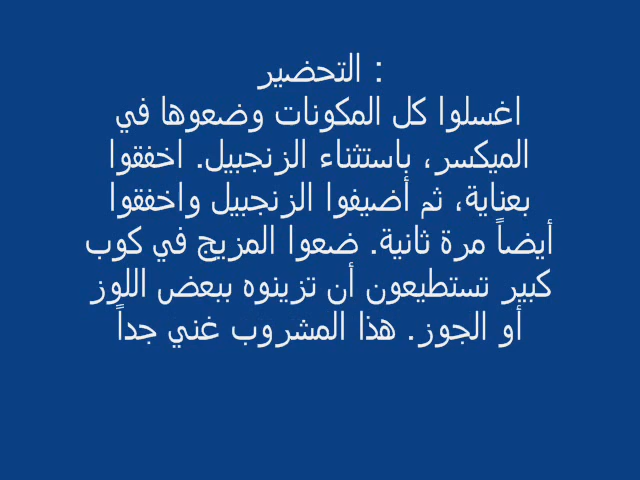 التحضير :
اغسلوا كل المكونات وضعوها في
الميكسر، باستثناء الزنجبيل. اخفقوا
بعناية، ثم أضيفوا الزنجبيل واخفقوا
أيضاً مرة ثانية. ضعوا المزيج في كوب
كبير تستطيعون أن تزينوه ببعض اللوز
أو الجوز. هذا المشروب غني جداً